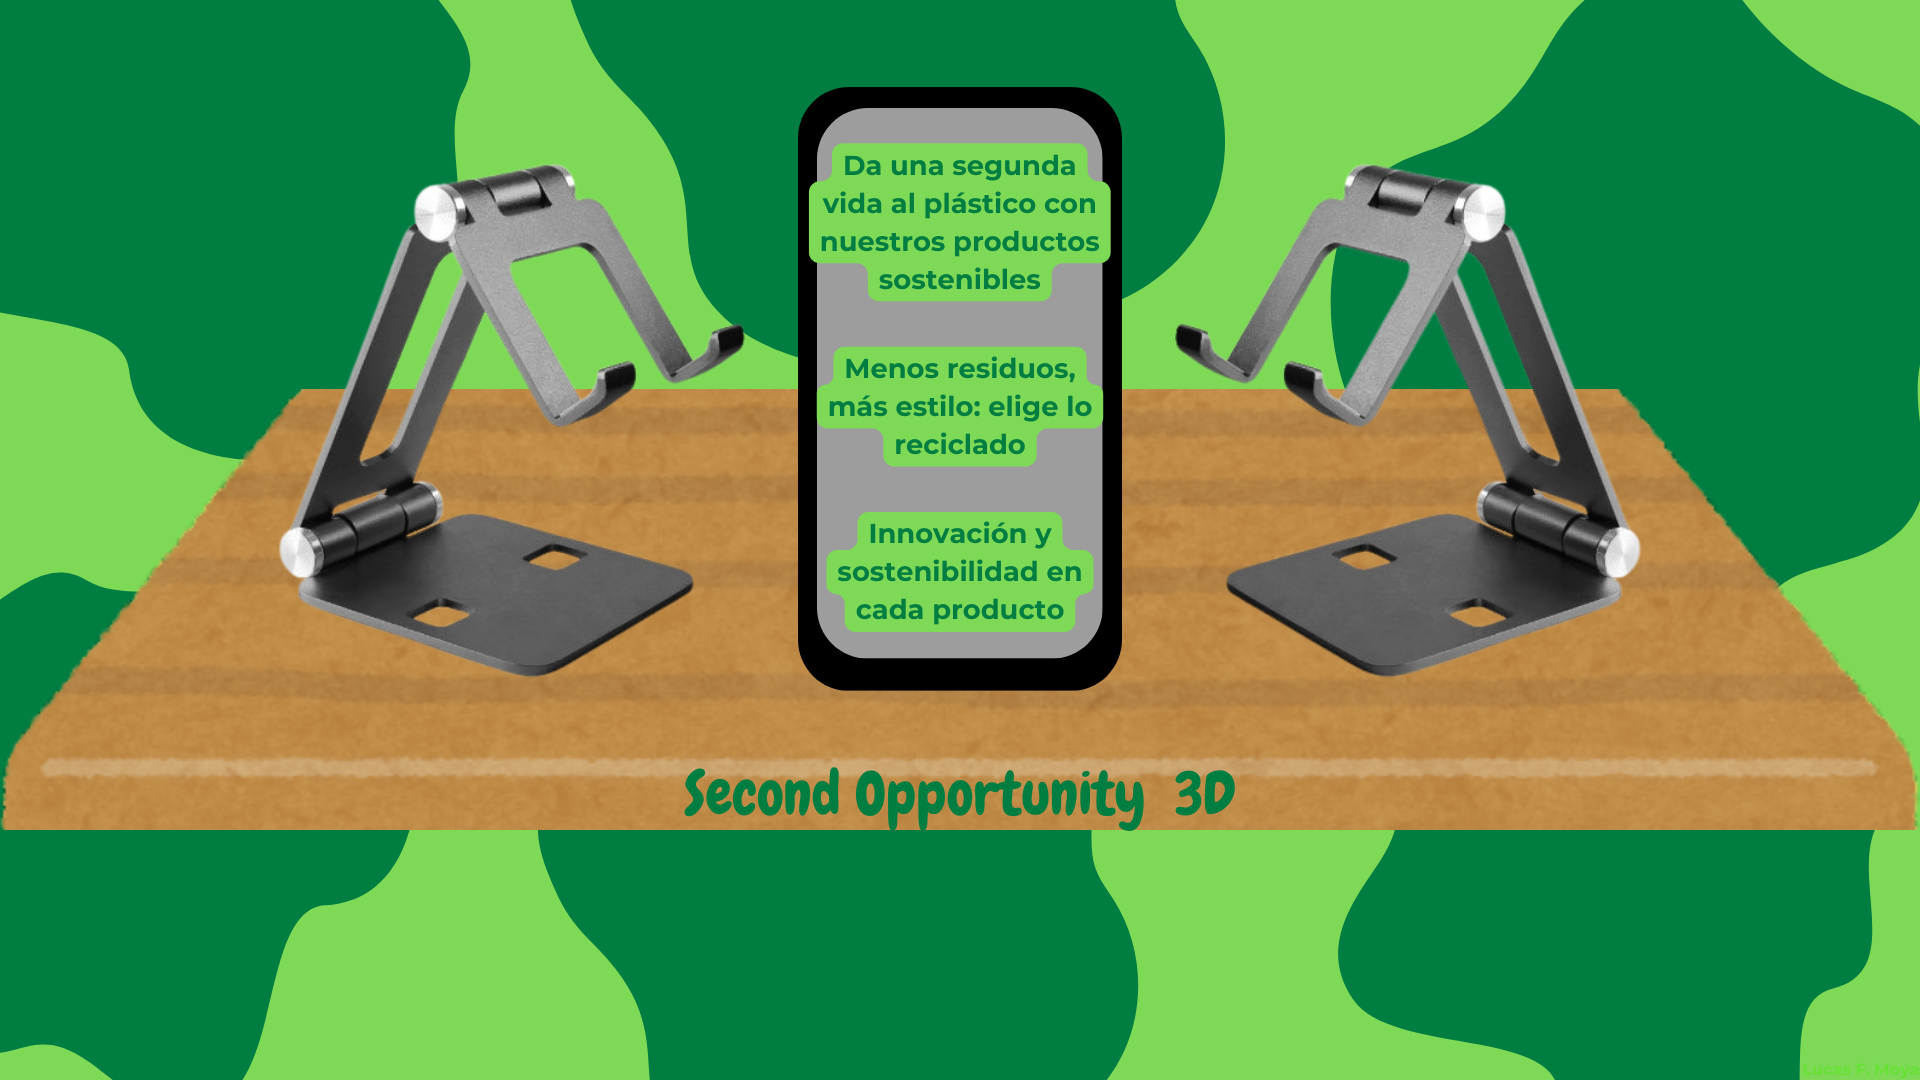 Da una segunda
vida al plástico con
nuestros productos
sostenibles
Menos residuos,
más estilo: elige lo
reciclado
Innovación y
sostenibilidad en
cada producto
Second Opportunity 3D
Lucas F. Moya